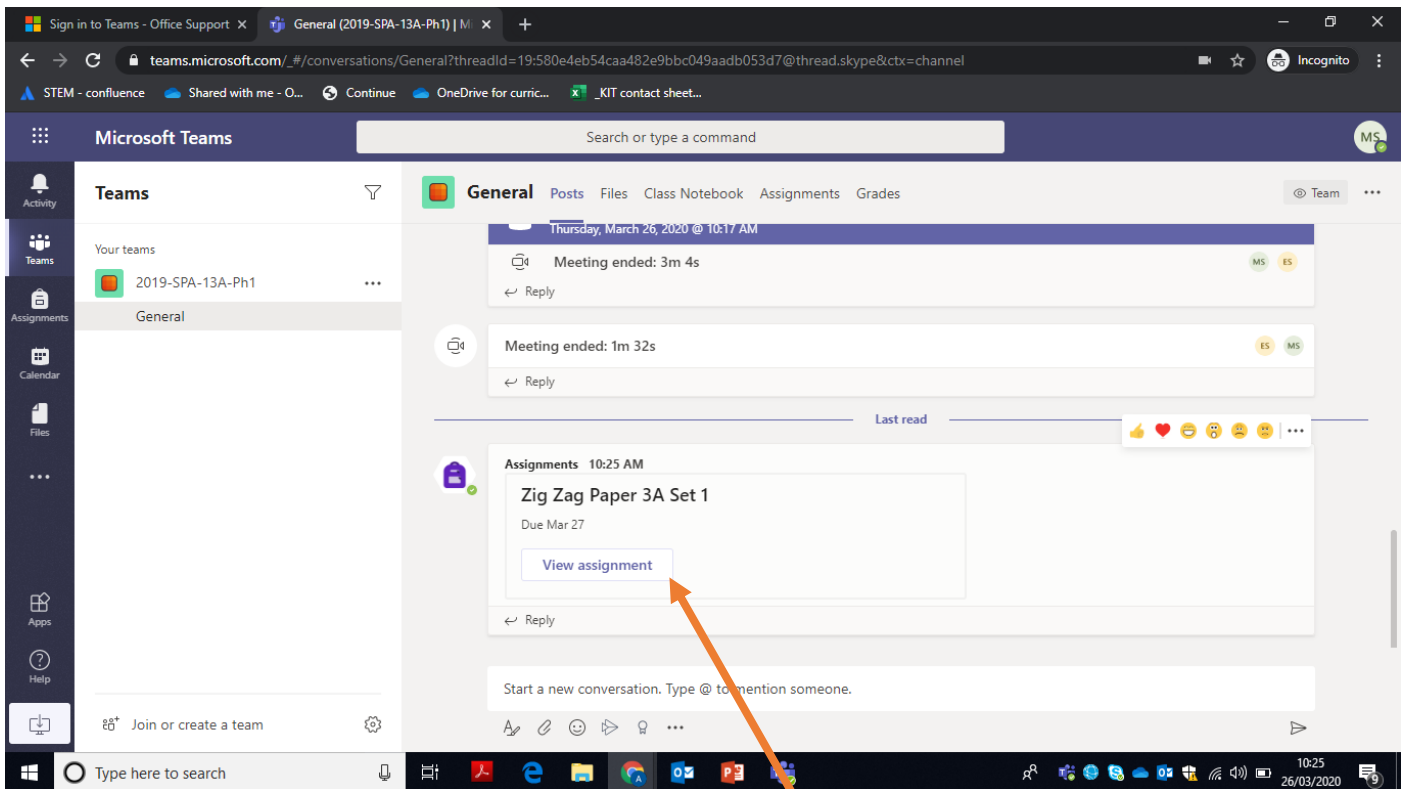 Sign in to Teams - Office Support
General (2019-SPA-13A-Ph1) | Mi
teams.microsoft.com/_#/conversations/General?threadId=19:580e4eb54caa482e9bbc049aadb053d7@thread.skype&ctx=channel
Incognito
STEM - confluence
Shared with me - O...
Continue
OneDrive for curric...
_KIT contact sheet...
Microsoft Teams
Search or type a command
MS
Activity
Teams
Assignments
Calendar
Files
Apps
Help
Teams
Your teams
2019-SPA-13A-Ph1
General
Join or create a team
General Posts Files Class Notebook Assignments Grades
Team
Thursday, March 26, 2020 @ 10:17 AM
Meeting ended: 3m 4s
MS ES
Reply
Meeting ended: 1m 32s
ES MS
Reply
Last read
Assignments 10:25 AM
Zig Zag Paper 3A Set 1
Due Mar 27
View assignment
Reply
Start a new conversation. Type @ to mention someone.
Type here to search
10:25
26/03/2020
9